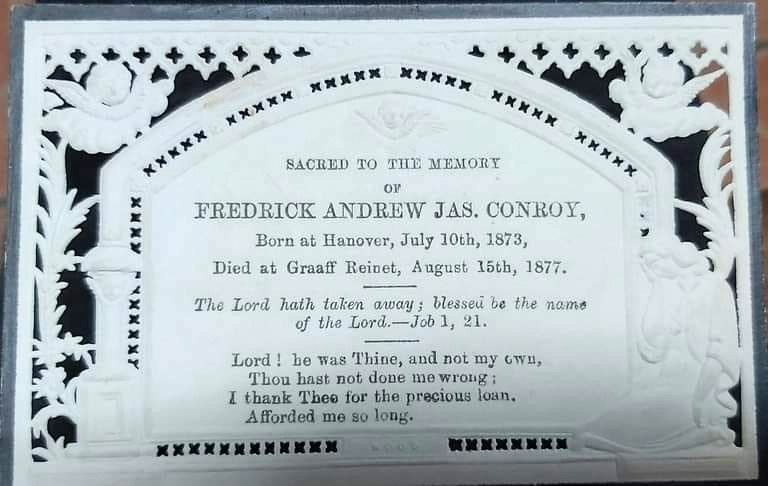 SACRED TO THE MEMORY
OF
FREDRICK ANDREW JAS. CONROY,
Born at Hanover, July 10th, 1873,
Died at Graaff Reinet, August 15th, 1877.
The Lord hath taken away; blessed be the name
of the Lord.—Job 1, 21.
Lord! he was Thine, and not my own,
Thou hast not done me wrong;
I thank Thee for the precious loan.
Afforded me so long.